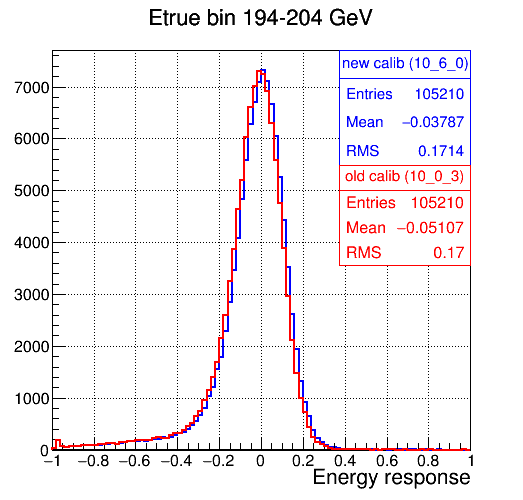 Etrue bin 194-204 GeV
new calib (10_6_0)
Entries 105210
Mean −0.03787
RMS 0.1714
old calib (10_0_3)
Entries 105210
Mean −0.05107
RMS 0.17
7000
6000
5000
4000
3000
2000
1000
0
−1 −0.8 −0.6 −0.4 −0.2 0 0.2 0.4 0.6 0.8 1
Energy response